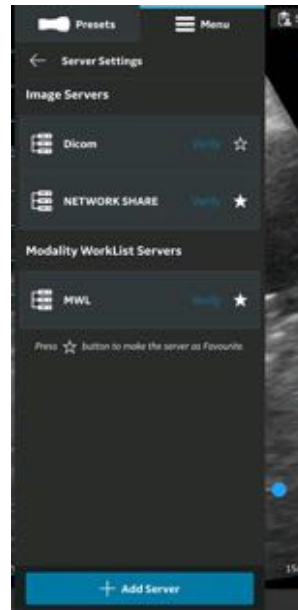 Presets Menu
Server Settings
Image Servers
Dicom Verify
NETWORK SHARE Verify
Modality WorkList Servers
MWL Verify
Press ☆ button to make the server as Favourite.
+ Add Server